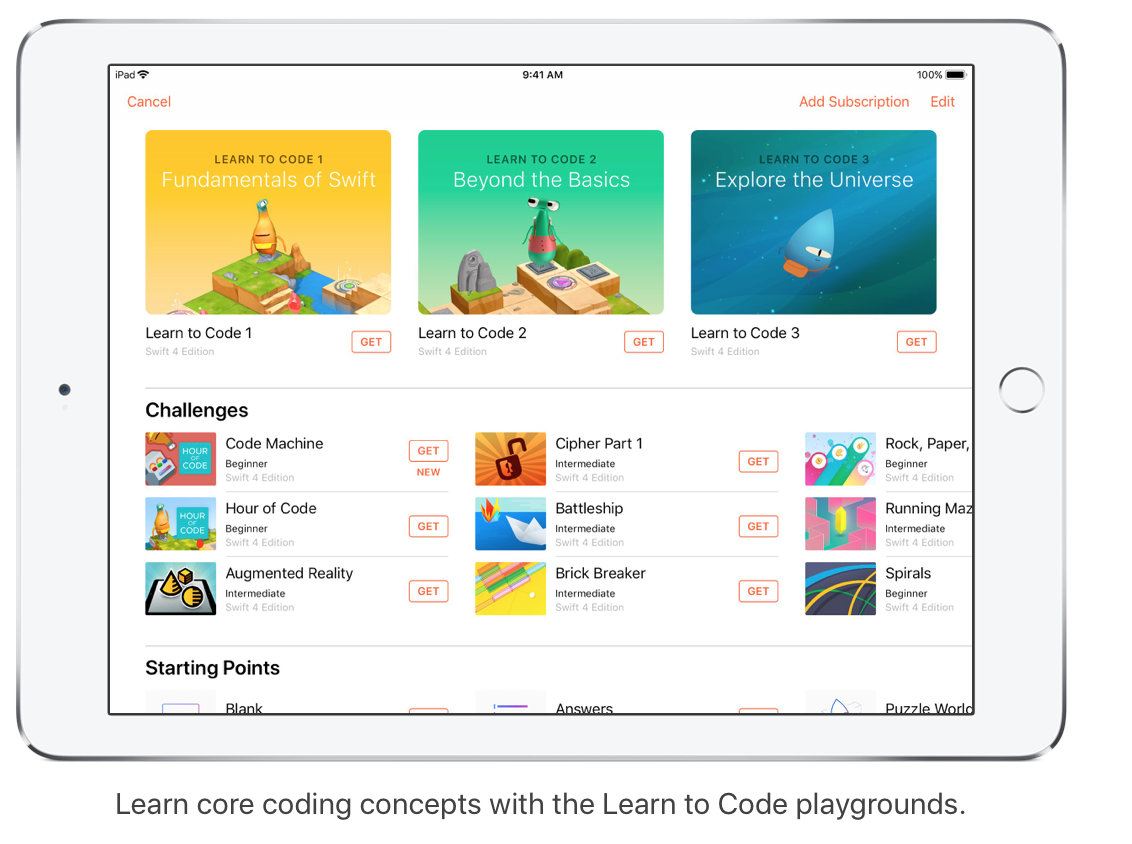 iPad
9:41 AM
100%
Cancel
Add Subscription
Edit
LEARN TO CODE 1
Fundamentals of Swift
LEARN TO CODE 2
Beyond the Basics
LEARN TO CODE 3
Explore the Universe
Learn to Code 1
Swift 4 Edition
GET
Learn to Code 2
Swift 4 Edition
GET
Learn to Code 3
Swift 4 Edition
GET
Challenges
HOUR
OF
CODE
Code Machine
Beginner
Swift 4 Edition
GET
NEW
Cipher Part 1
Intermediate
Swift 4 Edition
GET
Rock, Paper,
Beginner
Swift 4 Edition
HOUR
OF
CODE
Hour of Code
Beginner
Swift 4 Edition
GET
Battleship
Intermediate
Swift 4 Edition
GET
Running Maz
Intermediate
Swift 4 Edition
Augmented Reality
Intermediate
Swift 4 Edition
GET
Brick Breaker
Intermediate
Swift 4 Edition
GET
Spirals
Beginner
Swift 4 Edition
Starting Points
Blank
Answers
Puzzle World
Learn core coding concepts with the Learn to Code playgrounds.